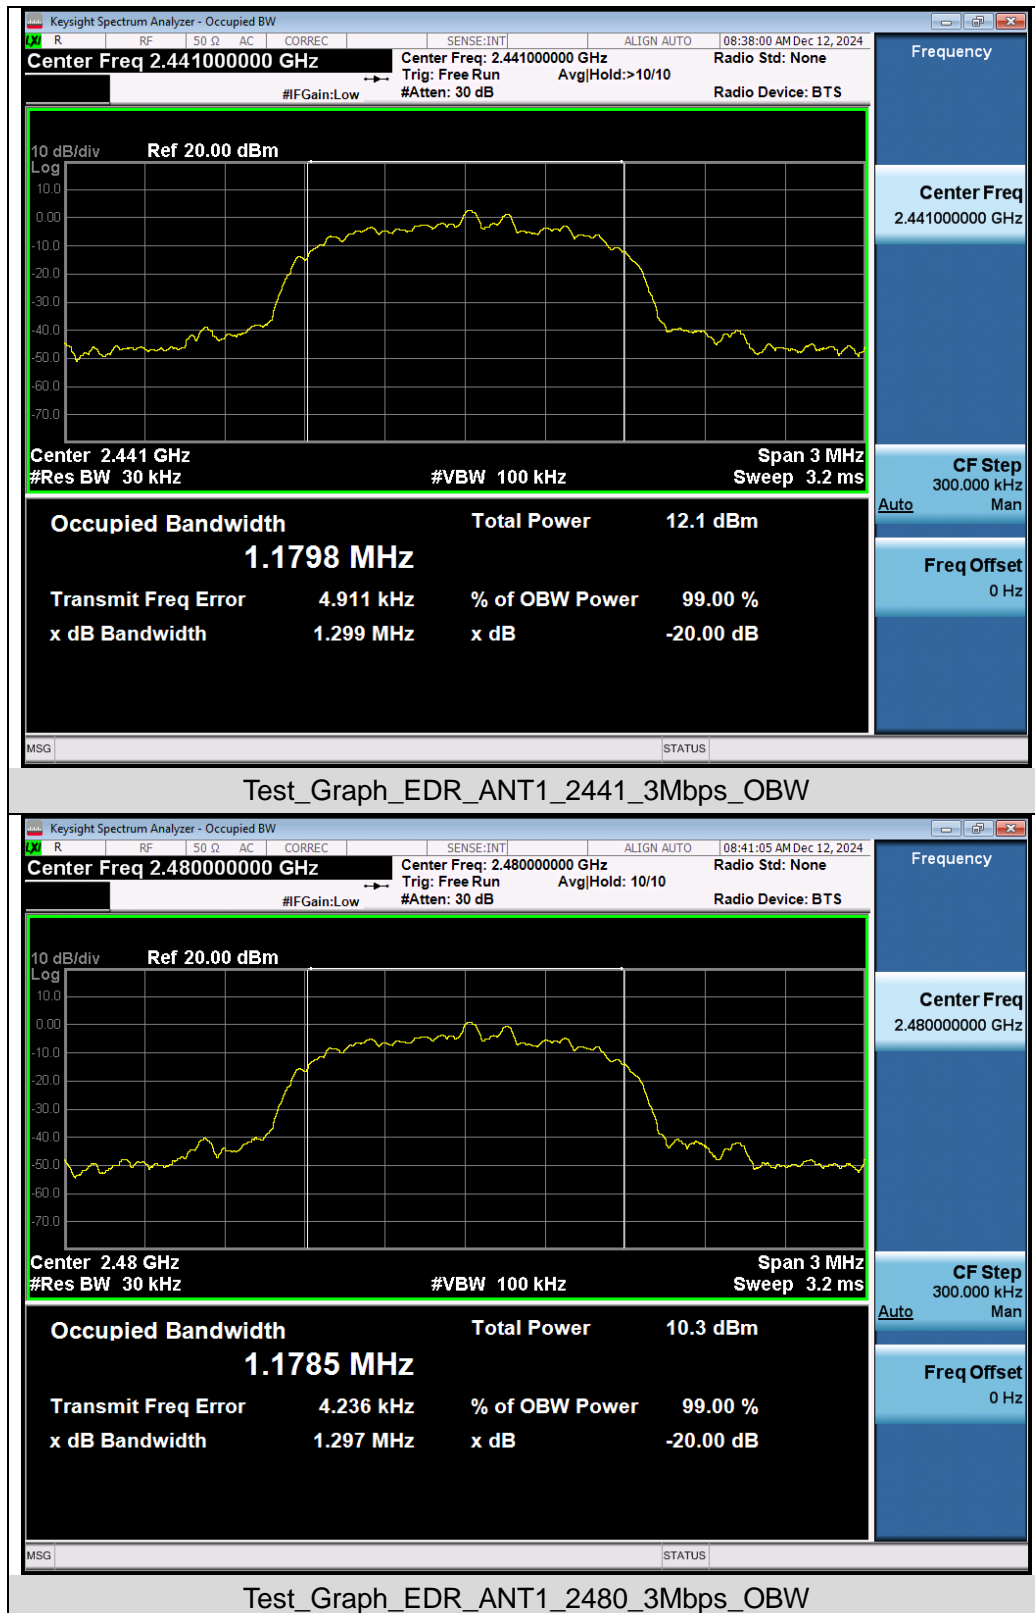 Keysight Spectrum Analyzer - Occupied BW
LXI R RF 50 Ω AC CORREC SENSE:INT ALIGN AUTO 08:38:00 AM Dec 12, 2024
Center Freq 2.441000000 GHz Center Freq: 2.441000000 GHz Radio Std: None
Trig: Free Run Avg|Hold:>10/10
#IFGain:Low #Atten: 30 dB Radio Device: BTS
10 dB/div Ref 20.00 dBm
Log
10.0
0.00
-10.0
-20.0
-30.0
-40.0
-50.0
-60.0
-70.0
Center 2.441 GHz Span 3 MHz
#Res BW 30 kHz #VBW 100 kHz Sweep 3.2 ms
Occupied Bandwidth Total Power 12.1 dBm
1.1798 MHz
Transmit Freq Error 4.911 kHz % of OBW Power 99.00 %
x dB Bandwidth 1.299 MHz x dB -20.00 dB
MSG STATUS
Frequency
Center Freq
2.441000000 GHz
CF Step
300.000 kHz
Auto Man
Freq Offset
0 Hz
Test_Graph_EDR_ANT1_2441_3Mbps_OBW
Keysight Spectrum Analyzer - Occupied BW
LXI R RF 50 Ω AC CORREC SENSE:INT ALIGN AUTO 08:41:05 AM Dec 12, 2024
Center Freq 2.480000000 GHz Center Freq: 2.480000000 GHz Radio Std: None
Trig: Free Run Avg|Hold: 10/10
#IFGain:Low #Atten: 30 dB Radio Device: BTS
10 dB/div Ref 20.00 dBm
Log
10.0
0.00
-10.0
-20.0
-30.0
-40.0
-50.0
-60.0
-70.0
Center 2.48 GHz Span 3 MHz
#Res BW 30 kHz #VBW 100 kHz Sweep 3.2 ms
Occupied Bandwidth Total Power 10.3 dBm
1.1785 MHz
Transmit Freq Error 4.236 kHz % of OBW Power 99.00 %
x dB Bandwidth 1.297 MHz x dB -20.00 dB
MSG STATUS
Frequency
Center Freq
2.480000000 GHz
CF Step
300.000 kHz
Auto Man
Freq Offset
0 Hz
Test_Graph_EDR_ANT1_2480_3Mbps_OBW